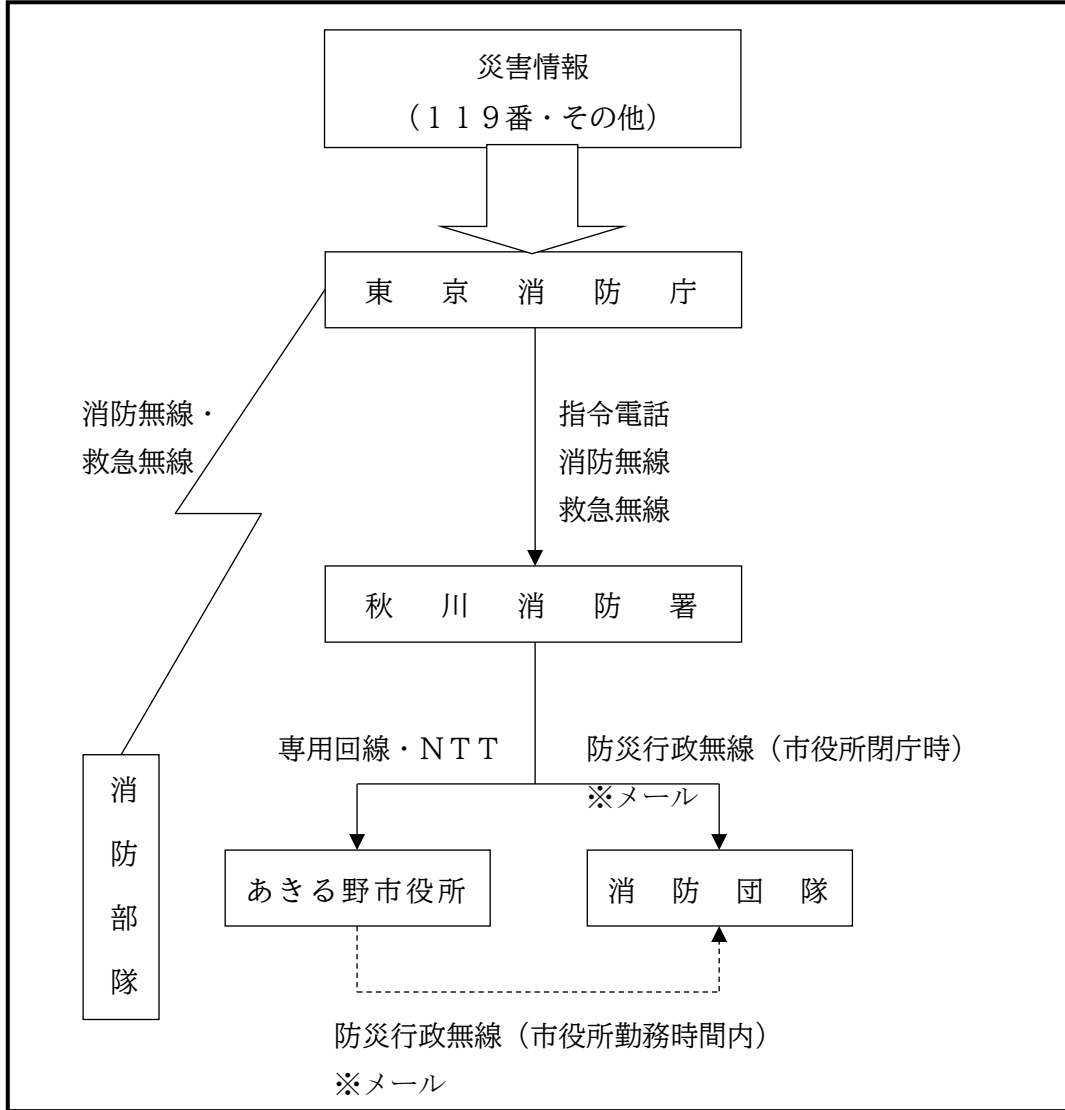 災害情報
（１１９番・その他）
東京消防庁
消防無線・
救急無線
指令電話
消防無線
救急無線
秋川消防署
専用回線・ＮＴＴ
防災行政無線（市役所閉庁時）
※メール
消防部隊
あきる野市役所
消防団隊
防災行政無線（市役所勤務時間内）
※メール